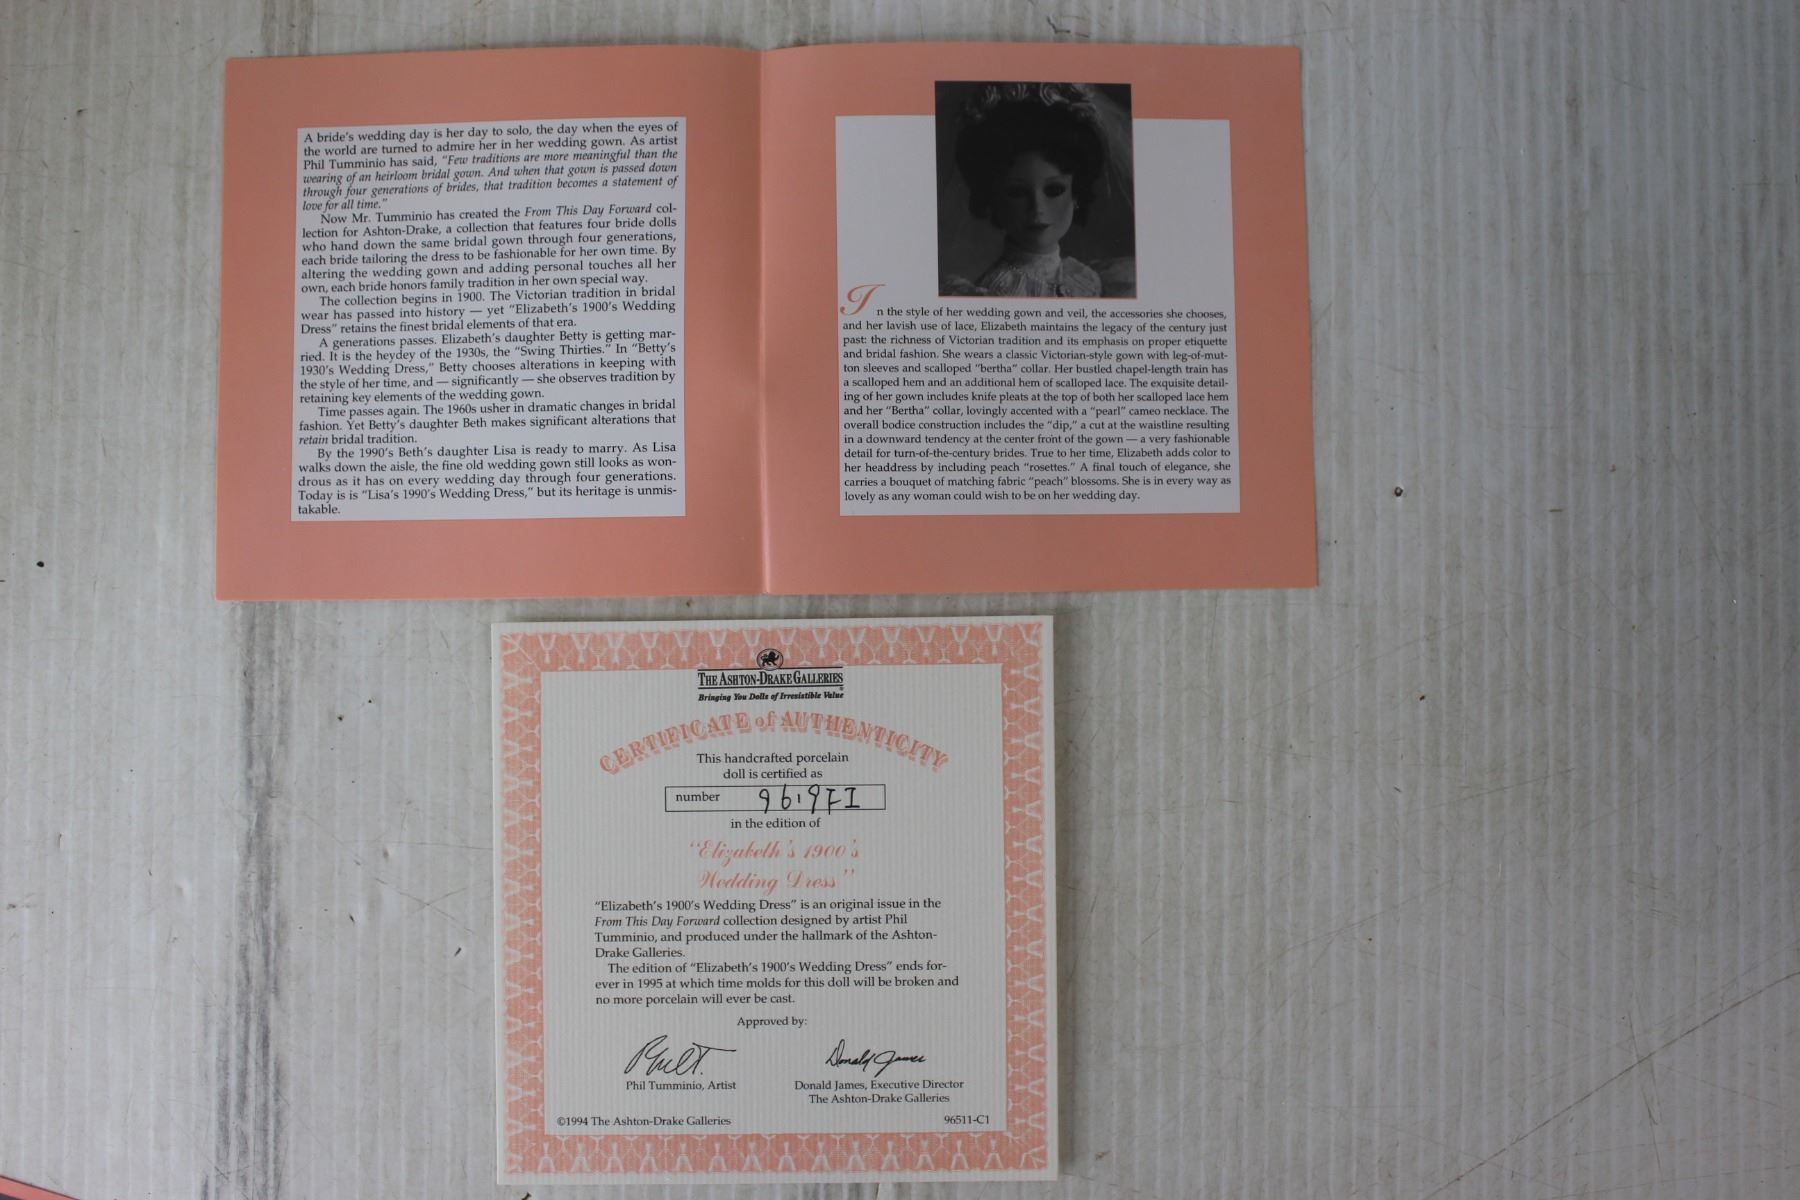 A bride's wedding day is her day to solo, the day when the eyes of
the world are turned to admire her in her wedding gown. As artist
Phil Tumminio has said, "Few traditions are more meaningful than the
wearing of an heirloom bridal gown. And when that gown is passed down
through four generations of brides, that tradition becomes a statement of
love for all time."
Now Mr. Tumminio has created the From This Day Forward col-
lection for Ashton-Drake, a collection that features four bride dolls
who hand down the same bridal gown through four generations,
each bride tailoring the dress to be fashionable for her own time. By
altering the wedding gown and adding personal touches all her
own, each bride honors family tradition in her own special way.
The collection begins in 1900. The Victorian tradition in bridal
wear has passed into history — yet "Elizabeth's 1900's Wedding
Dress" retains the finest bridal elements of that era.
A generations passes. Elizabeth's daughter Betty is getting mar-
ried. It is the heydey of the 1930s, the "Swing Thirties." In "Betty's
1930's Wedding Dress," Betty chooses alterations in keeping with
the style of her time, and — significantly — she observes tradition by
retaining key elements of the wedding gown.
Time passes again. The 1960s usher in dramatic changes in bridal
fashion. Yet Betty's daughter Beth makes significant alterations that
retain bridal tradition.
By the 1990's Beth's daughter Lisa is ready to marry. As Lisa
walks down the aisle, the fine old wedding gown still looks as won-
drous as it has on every wedding day through four generations.
Today is is "Lisa's 1990's Wedding Dress," but its heritage is unmis-
takable.
In the style of her wedding gown and veil, the accessories she chooses,
and her lavish use of lace, Elizabeth maintains the legacy of the century just
past: the richness of Victorian tradition and its emphasis on proper etiquette
and bridal fashion. She wears a classic Victorian-style gown with leg-of-mut-
ton sleeves and scalloped "bertha" collar. Her bustled chapel-length train has
a scalloped hem and an additional hem of scalloped lace. The exquisite detail-
ing of her gown includes knife pleats at the top of both her scalloped lace hem
and her "Bertha" collar, lovingly accented with a "pearl" cameo necklace. The
overall bodice construction includes the "dip," a cut at the waistline resulting
in a downward tendency at the center front of the gown — a very fashionable
detail for turn-of-the-century brides. True to her time, Elizabeth adds color to
her headdress by including peach "rosettes." A final touch of elegance, she
carries a bouquet of matching fabric "peach" blossoms. She is in every way as
lovely as any woman could wish to be on her wedding day.
THE ASHTON-DRAKE GALLERIES
Bringing You Dolls of Irresistible Value
CERTIFICATE of AUTHENTICITY
This handcrafted porcelain
doll is certified as
number
in the edition of
"Elizabeth's 1900's
Wedding Dress"
"Elizabeth's 1900's Wedding Dress" is an original issue in the
From This Day Forward collection designed by artist Phil
Tumminio, and produced under the hallmark of the Ashton-
Drake Galleries.
The edition of "Elizabeth's 1900's Wedding Dress" ends for-
ever in 1995 at which time molds for this doll will be broken and
no more porcelain will ever be cast.
Approved by:
Phil T. Donald James
Phil Tumminio, Artist Donald James, Executive Director
The Ashton-Drake Galleries
©1994 The Ashton-Drake Galleries 96511-C1